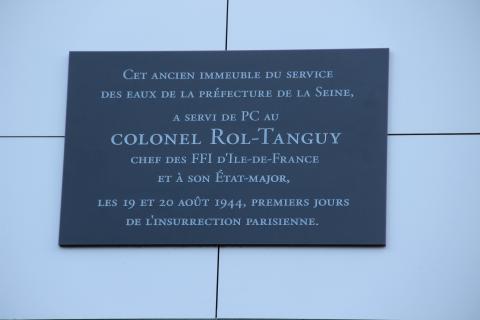 Cet ancien immeuble du service
des eaux de la préfecture de la Seine,
a servi de PC au
colonel Rol-Tanguy
chef des FFI d'Ile-de-France
et à son État-major,
les 19 et 20 août 1944, premiers jours
de l'insurrection parisienne.